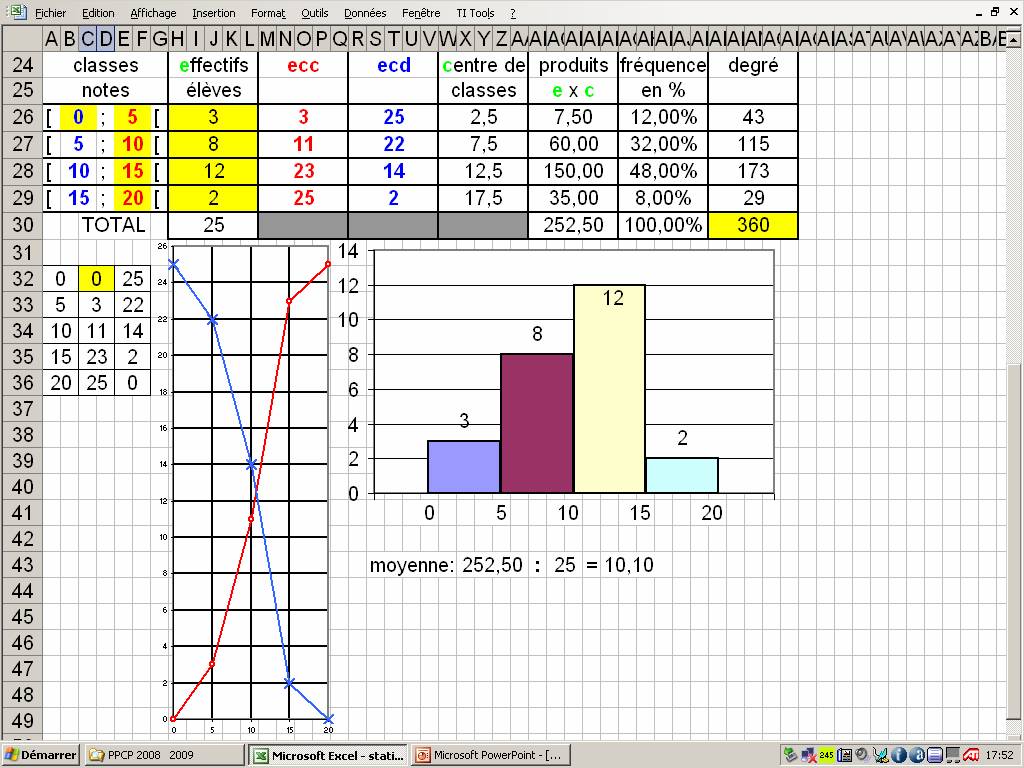 Fichier Edition Affichage Insertion Format Outils Données Fenêtre TI Tools ?
A B C D E F G H I J K L M N O P Q R S T U V W X Y Z
24 classes effectifs ecc ecd centre de produits fréquence degré
25 notes élèves classes e x c en %
26 [ 0 ; 5 [ 3 3 25 2,5 7,50 12,00% 43
27 [ 5 ; 10 [ 8 11 22 7,5 60,00 32,00% 115
28 [ 10 ; 15 [ 12 23 14 12,5 150,00 48,00% 173
29 [ 15 ; 20 [ 2 25 2 17,5 35,00 8,00% 29
30 TOTAL 25 252,50 100,00% 360
31
32 0 0 25
33 5 3 22
34 10 11 14
35 15 23 2
36 20 25 0
37
38
39
40
41
42
43
44
45
46
47
48
49
26
24
22
20
18
16
14
12
10
8
6
4
2
0
0 5 10 15 20
14
12
10
8
6
4
2
0
3 8 12 2
0 5 10 15 20
moyenne: 252,50 : 25 = 10,10
Démarrer PPCP 2008 2009 Microsoft Excel - stati... Microsoft PowerPoint - [... 245 17:52